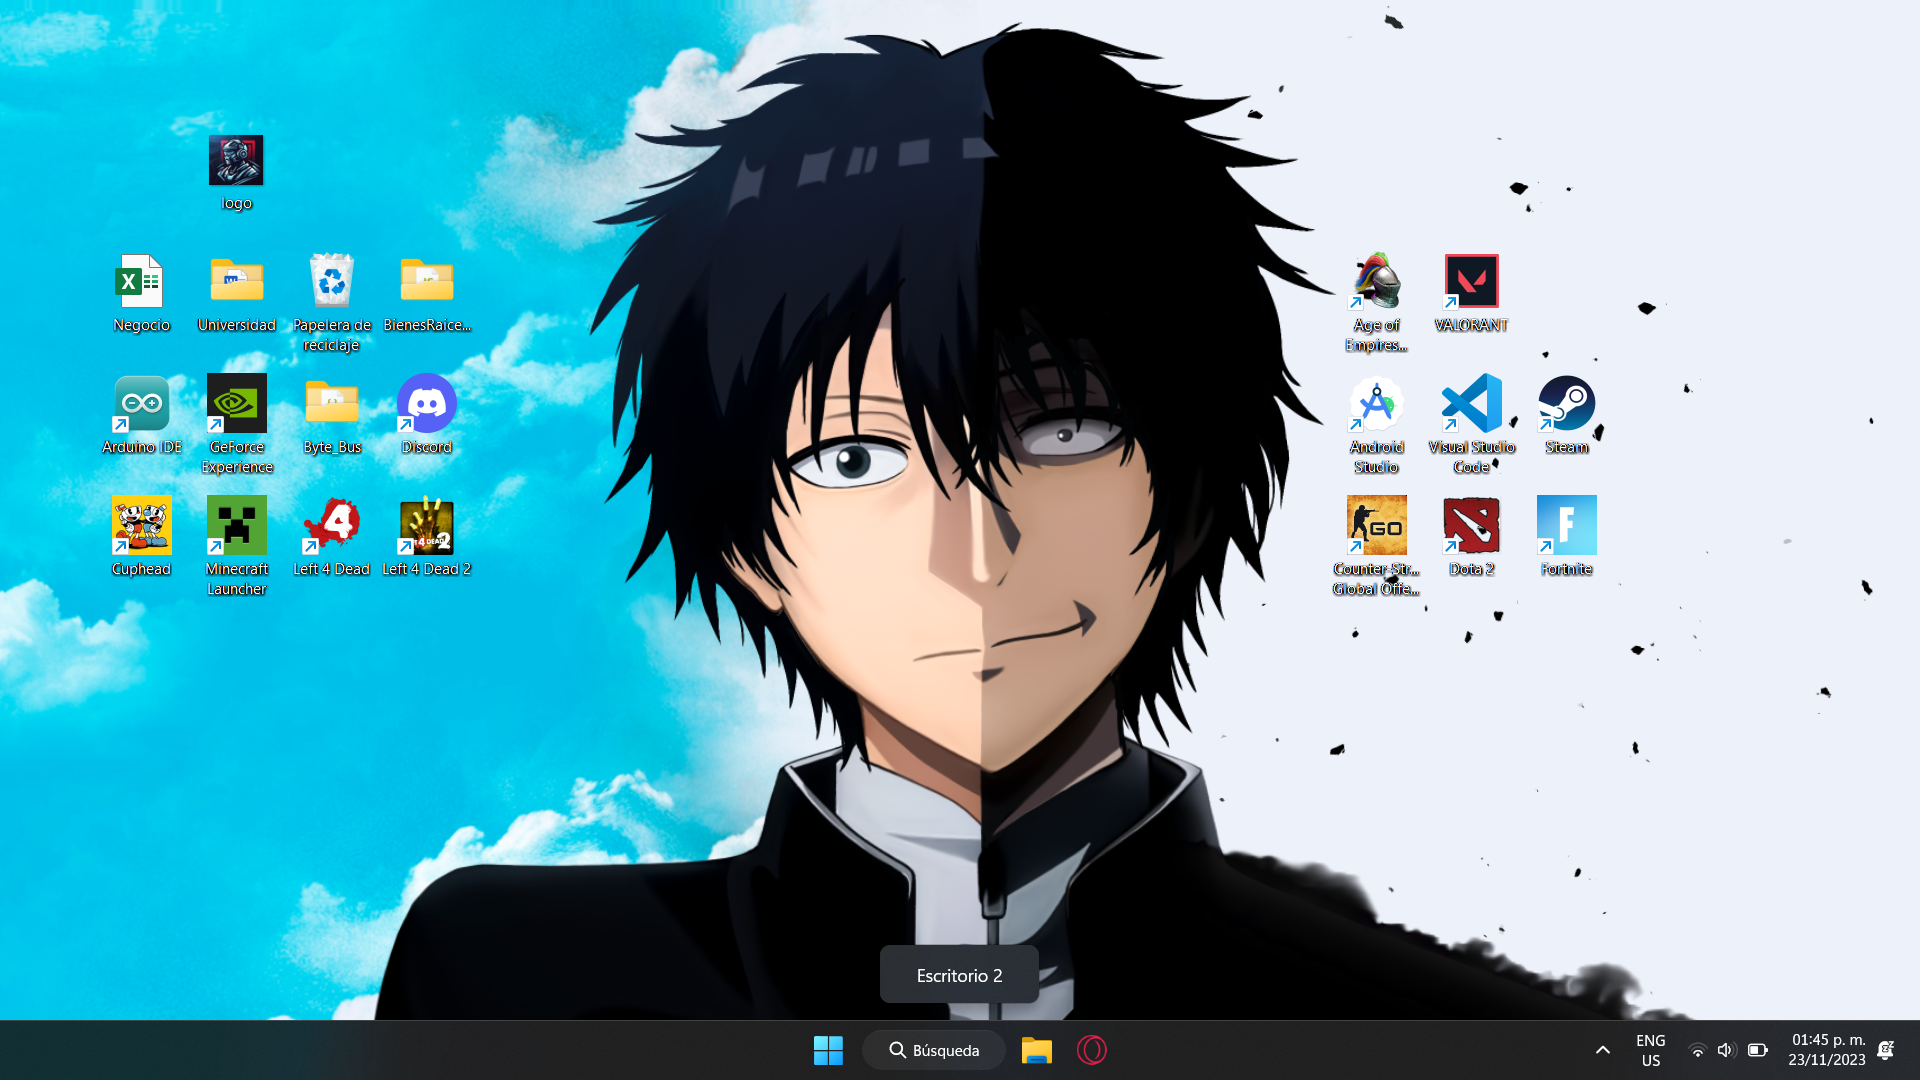 logo
Negocio
Universidad
Papelera de
reciclaje
BienesRaice...
Age of
Empires...
VALORANT
Arduino IDE
GeForce
Experience
Byte_Bus
Discord
Android
Studio
Visual Studio
Code
Steam
GO
Cuphead
Minecraft
Launcher
Left 4 Dead
Left 4 Dead 2
Counter-Str...
Global Offe...
Dota 2
Fortnite
Escritorio 2
Búsqueda
ENG
US
01:45 p. m.
23/11/2023